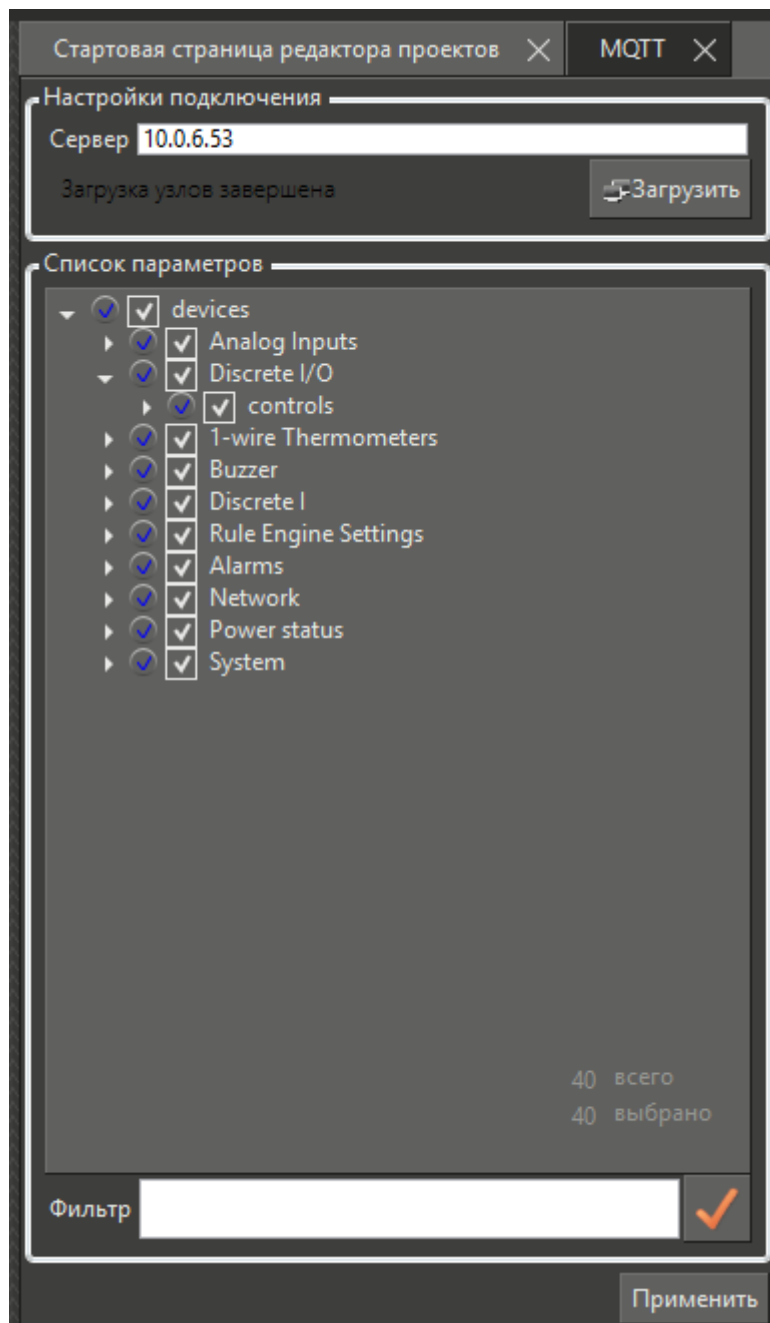 Стартовая страница редактора проектов MQTT
Настройки подключения
Сервер 10.0.6.53
Загрузка узлов завершена Загрузить
Список параметров
devices
Analog Inputs
Discrete I/O
controls
1-wire Thermometers
Buzzer
Discrete I
Rule Engine Settings
Alarms
Network
Power status
System
40 всего
40 выбрано
Фильтр
Применить